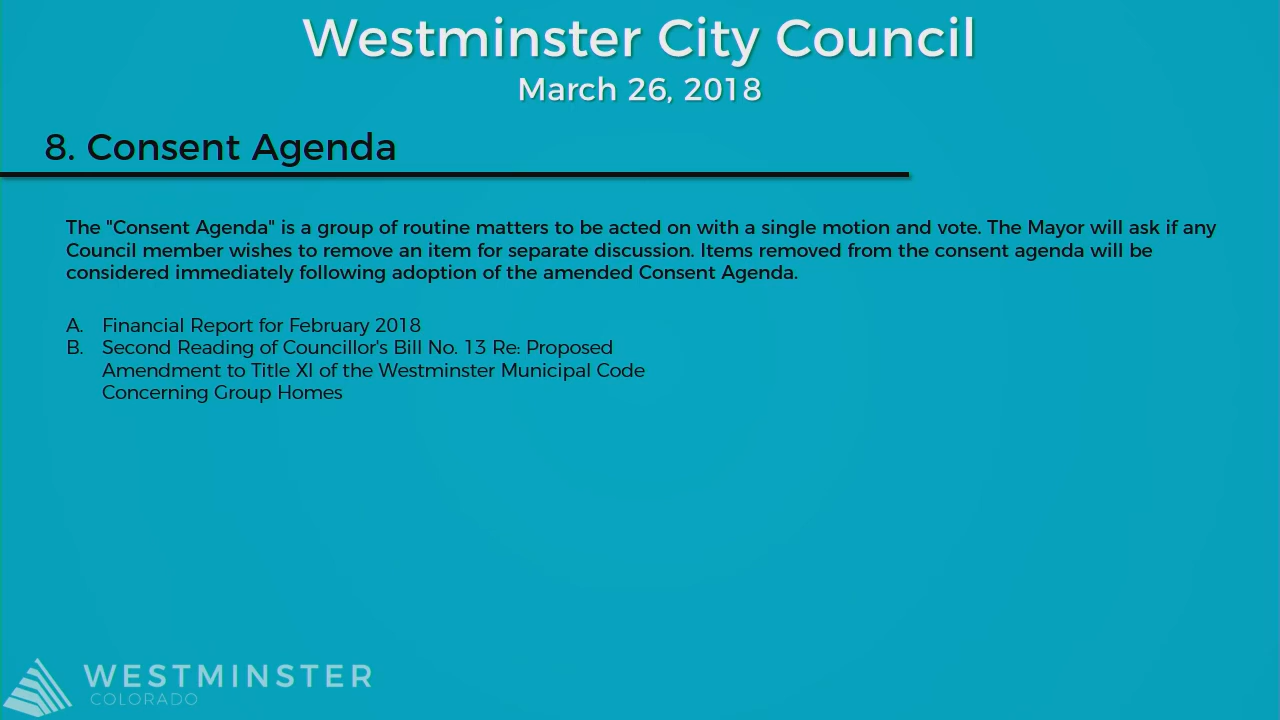 Westminster City Council
March 26, 2018
8. Consent Agenda
The "Consent Agenda" is a group of routine matters to be acted on with a single motion and vote. The Mayor will ask if any
Council member wishes to remove an item for separate discussion. Items removed from the consent agenda will be
considered immediately following adoption of the amended Consent Agenda.
A. Financial Report for February 2018
B. Second Reading of Councillor's Bill No. 13 Re: Proposed
Amendment to Title XI of the Westminster Municipal Code
Concerning Group Homes
WESTMINSTER
COLORADO